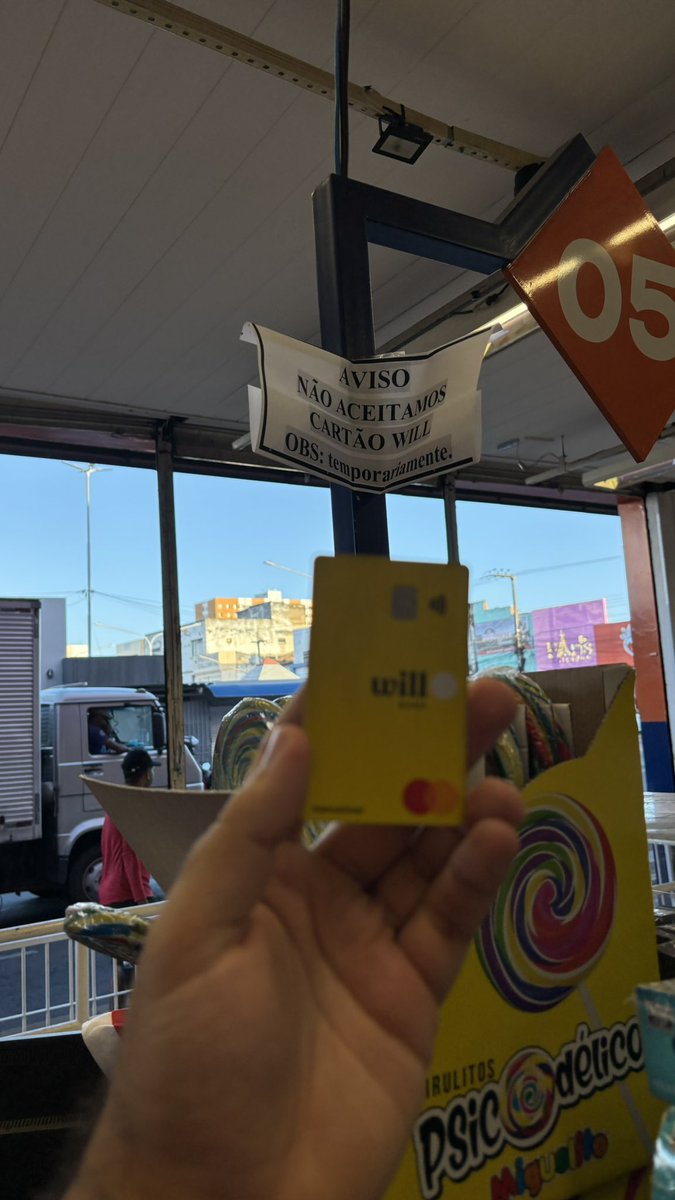 05
AVISO
NÃO ACEITAMOS
CARTÃO WILL
OBS: temporariamente.
will
PIRULITOS
PSICODélico
Miguelito